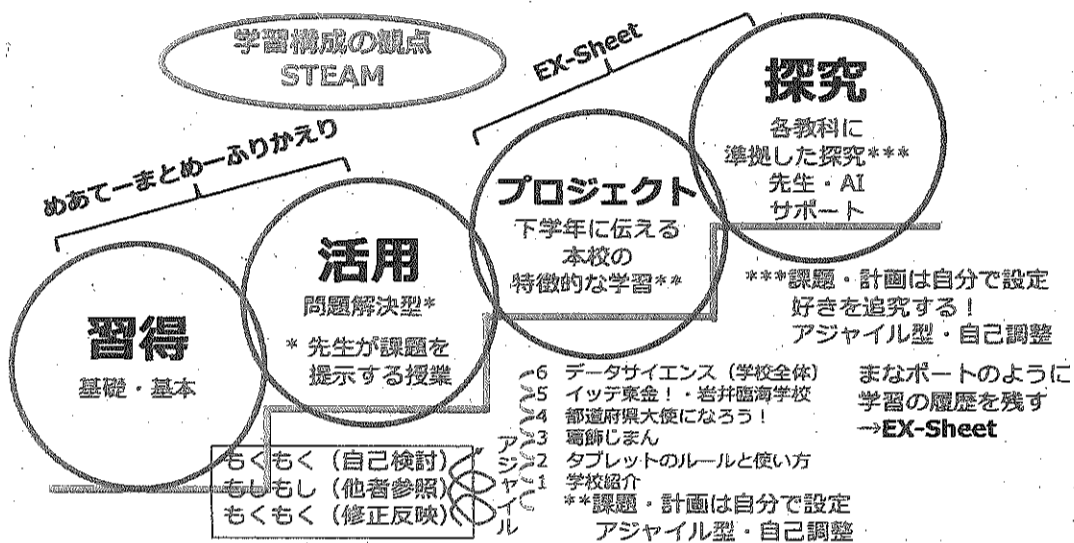 学習構成の観点
STEAM
EX-Sheet
めあてーまとめーふりかえり
習得
基礎・基本
活用
問題解決型*
* 先生が課題を
提示する授業
プロジェクト
下学年に伝える
本校の
特徴的な学習**
探究
各教科に
準拠した探究***
先生・AI
サポート
***課題・計画は自分で設定
好きを追究する！
アジャイル型・自己調整
まなポートのように
学習の履歴を残す
→EX-Sheet
もくもく（自己検討）
もしもし（他者参照）
もくもく（修正反映）
アジャイル
6 データサイエンス（学校全体）
5 イッテ東金！・岩井臨海学校
4 都道府県大使になろう！
3 葛飾じまん
2 タブレットのルールと使い方
1 学校紹介
**課題・計画は自分で設定
アジャイル型・自己調整